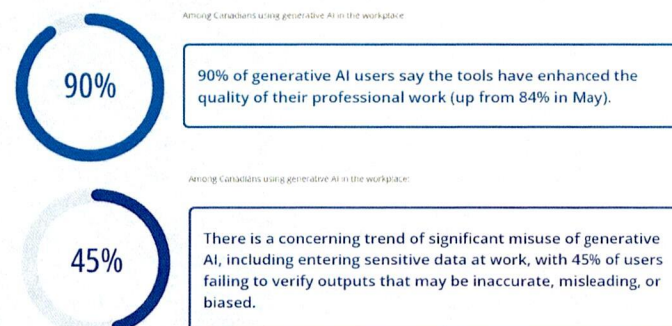 Among Canadians using generative AI in the workplace:
90%
90% of generative AI users say the tools have enhanced the
quality of their professional work (up from 84% in May).
Among Canadians using generative AI in the workplace:
45%
There is a concerning trend of significant misuse of generative
AI, including entering sensitive data at work, with 45% of users
failing to verify outputs that may be inaccurate, misleading, or
biased.